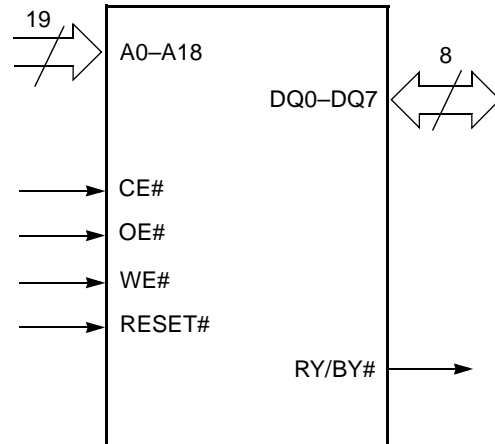 19
A0–A18
8
DQ0–DQ7
CE#
OE#
WE#
RESET#
RY/BY#